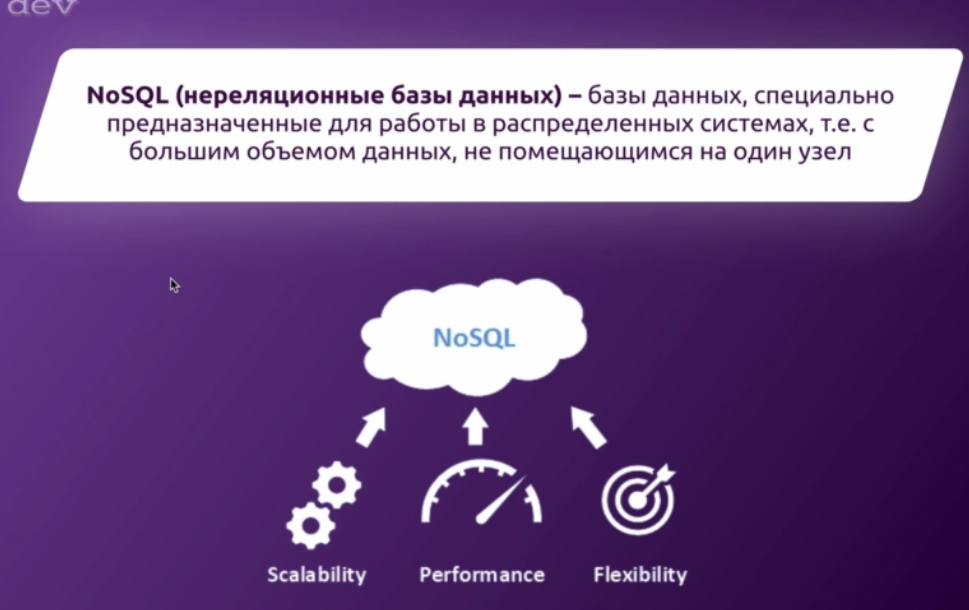 dev
NoSQL (нереляционные базы данных) – базы данных, специально
предназначенные для работы в распределенных системах, т.е. с
большим объемом данных, не помещающимся на один узел
NoSQL
Scalability Performance Flexibility